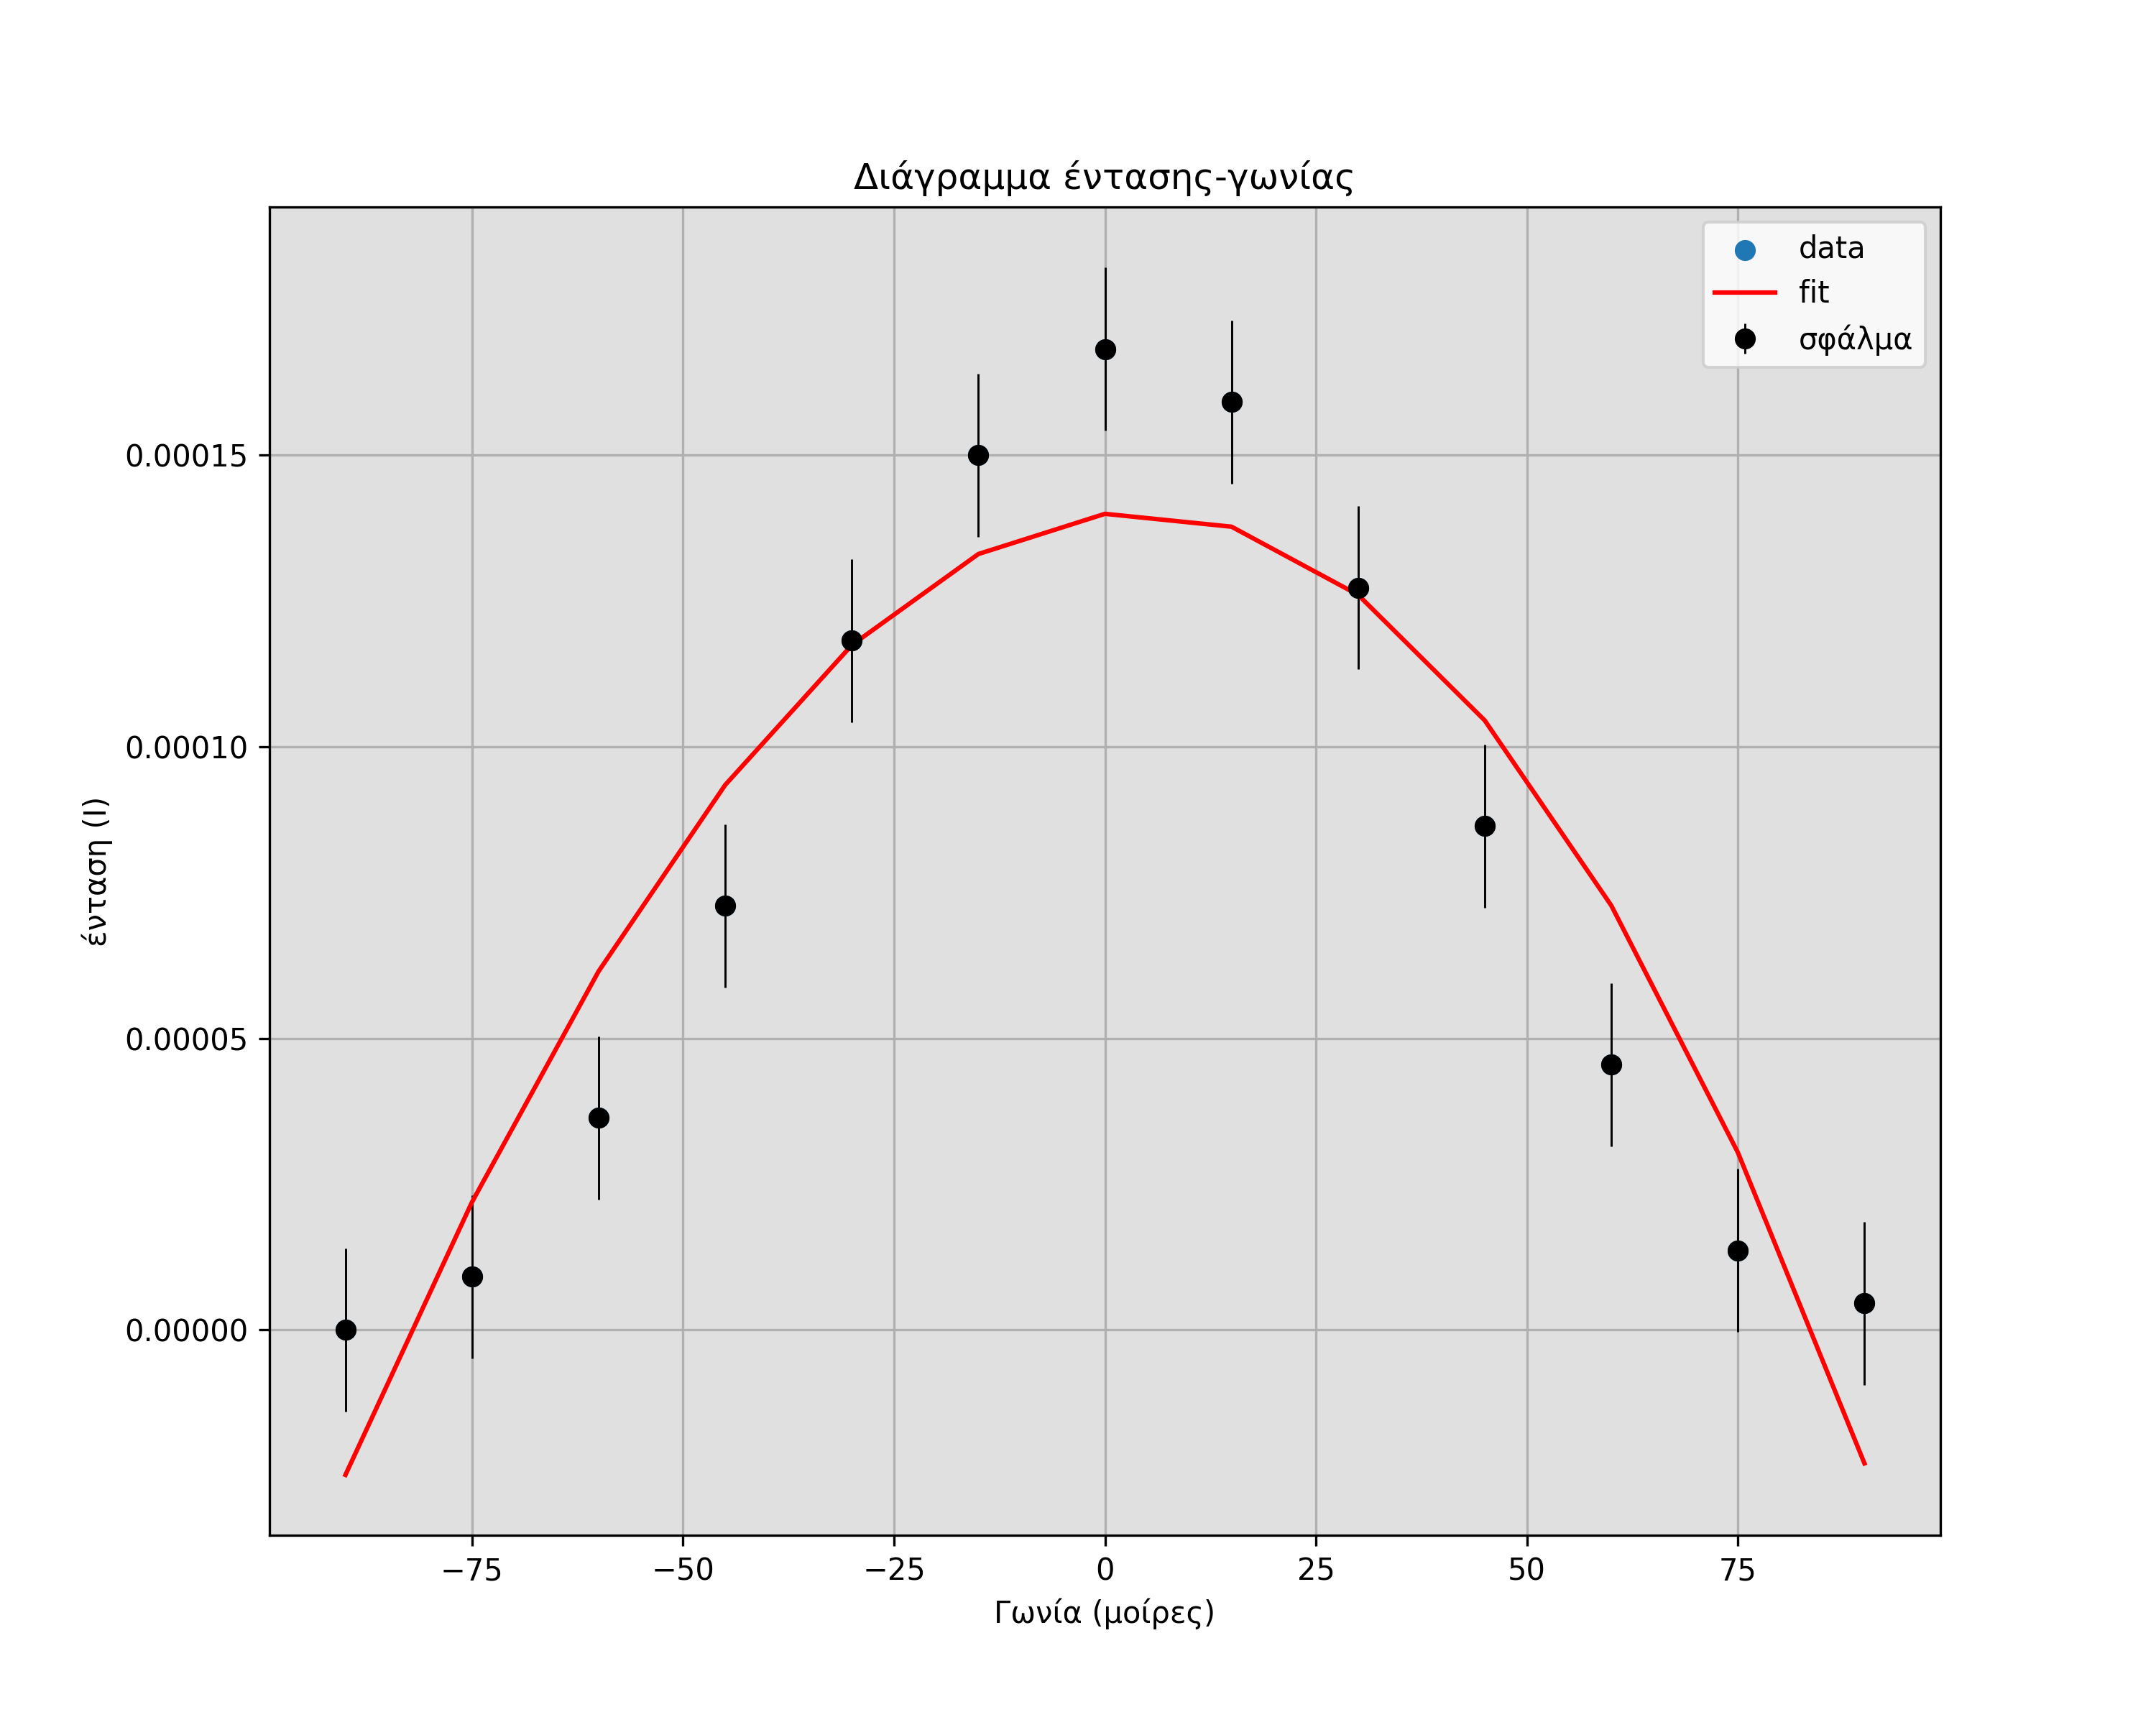 Διάγραμμα έντασης-γωνίας
data
fit
σφάλμα
0.00015
0.00010
0.00005
0.00000
ένταση (I)
−75 −50 −25 0 25 50 75
Γωνία (μοίρες)